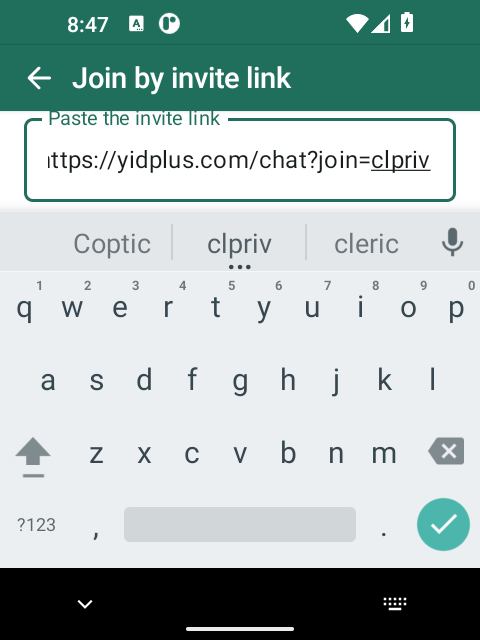 8:47
Join by invite link
Paste the invite link
https://yidplus.com/chat?join=clpriv
Coptic clpriv cleric
1 2 3 4 5 6 7 8 9 0
q w e r t y u i o p
a s d f g h j k l
z x c v b n m
?123 , .